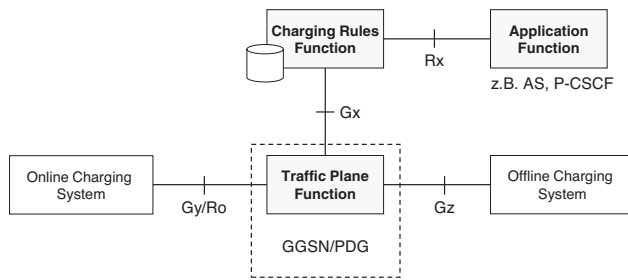 Charging Rules
Function
Application
Function
Rx
z.B. AS, P-CSCF
Gx
Online Charging
System
Traffic Plane
Function
Offline Charging
System
Gy/Ro
Gz
GGSN/PDG